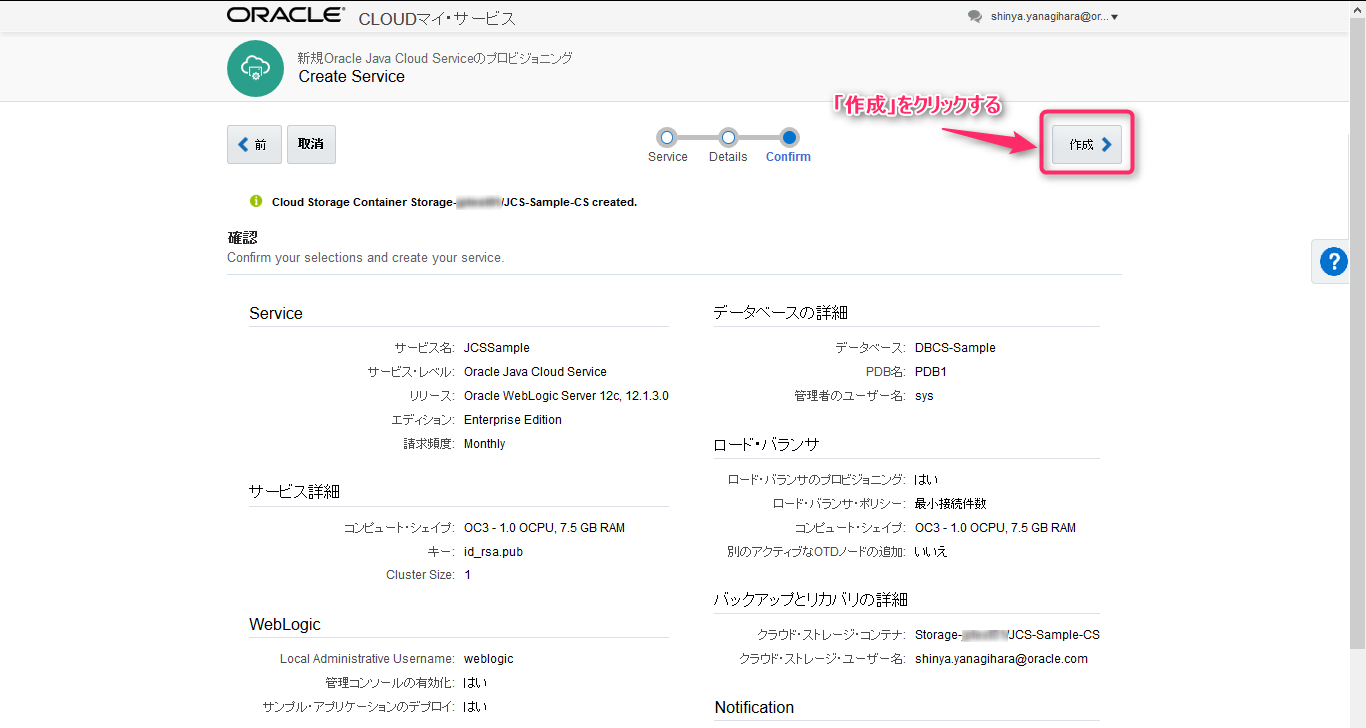 ORACLE® CLOUDマイ・サービス
shinya.yanagihara@or...
新規Oracle Java Cloud Serviceのプロビジョニング
Create Service
「作成」をクリックする
前
取消
Service
Details
Confirm
作成
Cloud Storage Container Storage-/JCS-Sample-CS created.
確認
Confirm your selections and create your service.
?
Service
サービス名: JCSSample
サービス・レベル: Oracle Java Cloud Service
リリース: Oracle WebLogic Server 12c, 12.1.3.0
エディション: Enterprise Edition
請求頻度: Monthly
サービス詳細
コンピュート・シェイプ: OC3 - 1.0 OCPU, 7.5 GB RAM
キー: id_rsa.pub
Cluster Size: 1
WebLogic
Local Administrative Username: weblogic
管理コンソールの有効化: はい
サンプル・アプリケーションのデプロイ: はい
データベースの詳細
データベース: DBCS-Sample
PDB名: PDB1
管理者のユーザー名: sys
ロード・バランサ
ロード・バランサのプロビジョニング: はい
ロード・バランサ・ポリシー: 最小接続件数
コンピュート・シェイプ: OC3 - 1.0 OCPU, 7.5 GB RAM
別のアクティブなOTDノードの追加: いいえ
バックアップとリカバリの詳細
クラウド・ストレージ・コンテナ: Storage-/JCS-Sample-CS
クラウド・ストレージ・ユーザー名: shinya.yanagihara@oracle.com
Notification